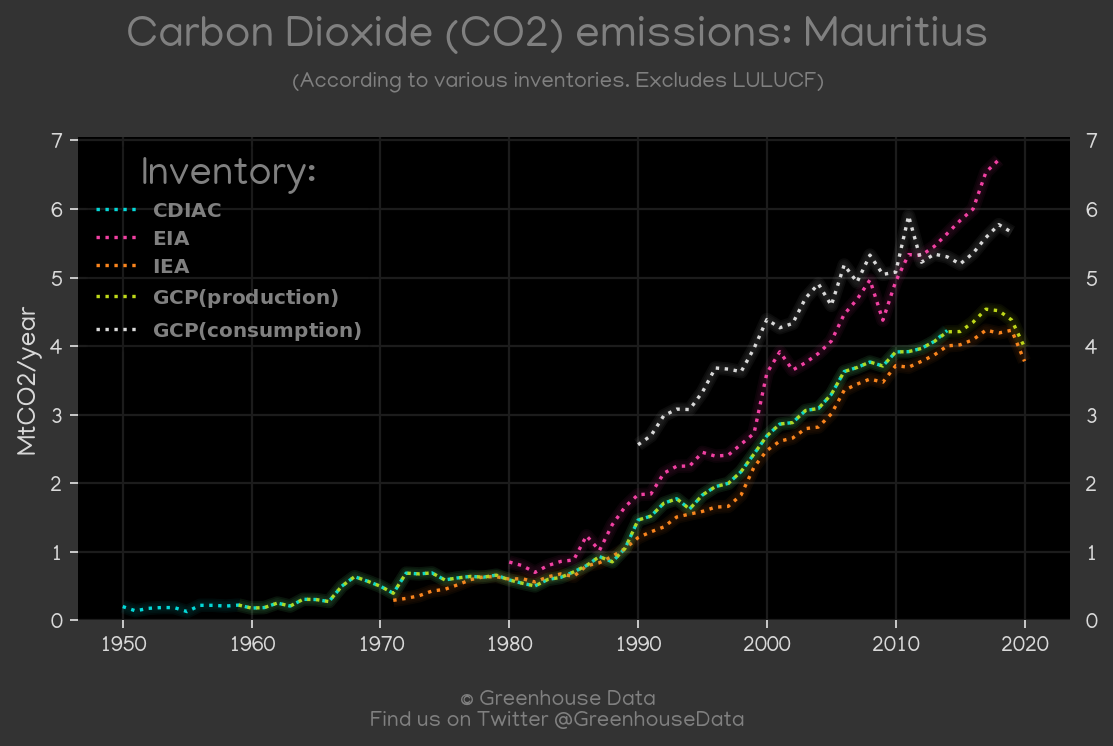 Carbon Dioxide (CO2) emissions: Mauritius
(According to various inventories. Excludes LULUCF)
Inventory:
CDIAC
EIA
IEA
GCP(production)
GCP(consumption)
MtCO2/year
7
6
5
4
3
2
1
0
7
6
5
4
3
2
1
0
1950 1960 1970 1980 1990 2000 2010 2020
© Greenhouse Data
Find us on Twitter @GreenhouseData